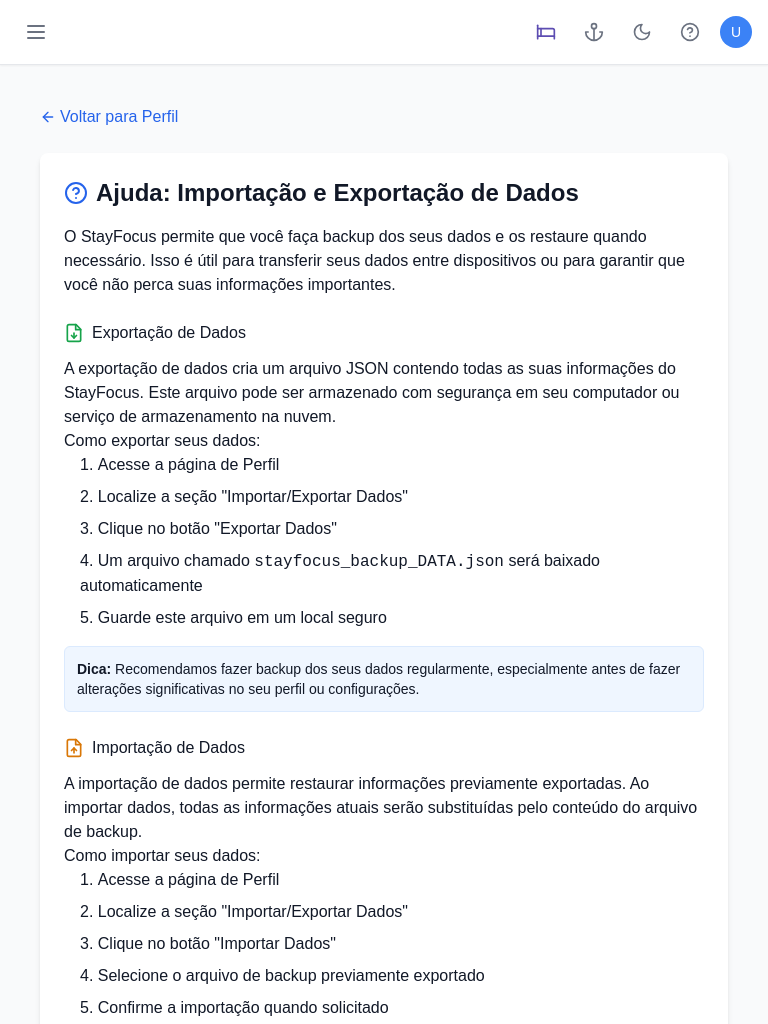 U
Voltar para Perfil
Ajuda: Importação e Exportação de Dados
O StayFocus permite que você faça backup dos seus dados e os restaure quando
necessário. Isso é útil para transferir seus dados entre dispositivos ou para garantir que
você não perca suas informações importantes.
Exportação de Dados
A exportação de dados cria um arquivo JSON contendo todas as suas informações do
StayFocus. Este arquivo pode ser armazenado com segurança em seu computador ou
serviço de armazenamento na nuvem.
Como exportar seus dados:
1. Acesse a página de Perfil
2. Localize a seção "Importar/Exportar Dados"
3. Clique no botão "Exportar Dados"
4. Um arquivo chamado stayfocus_backup_DATA.json será baixado
automaticamente
5. Guarde este arquivo em um local seguro
Dica: Recomendamos fazer backup dos seus dados regularmente, especialmente antes de fazer
alterações significativas no seu perfil ou configurações.
Importação de Dados
A importação de dados permite restaurar informações previamente exportadas. Ao
importar dados, todas as informações atuais serão substituídas pelo conteúdo do arquivo
de backup.
Como importar seus dados:
1. Acesse a página de Perfil
2. Localize a seção "Importar/Exportar Dados"
3. Clique no botão "Importar Dados"
4. Selecione o arquivo de backup previamente exportado
5. Confirme a importação quando solicitado